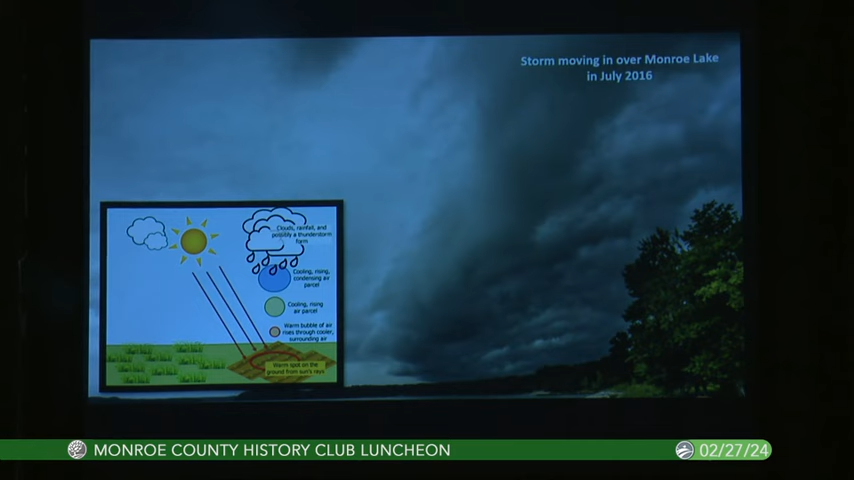 Storm moving in over Monroe Lake
in July 2016
Clouds, rainfall, and
possibly a thunderstorm
form
Cooling, rising,
condensing air
parcel
Cooling, rising
air parcel
Warm bubble of air
rises through cooler,
surrounding air
Warm spot on the
ground from sun's rays
MONROE COUNTY HISTORY CLUB LUNCHEON
02/27/24